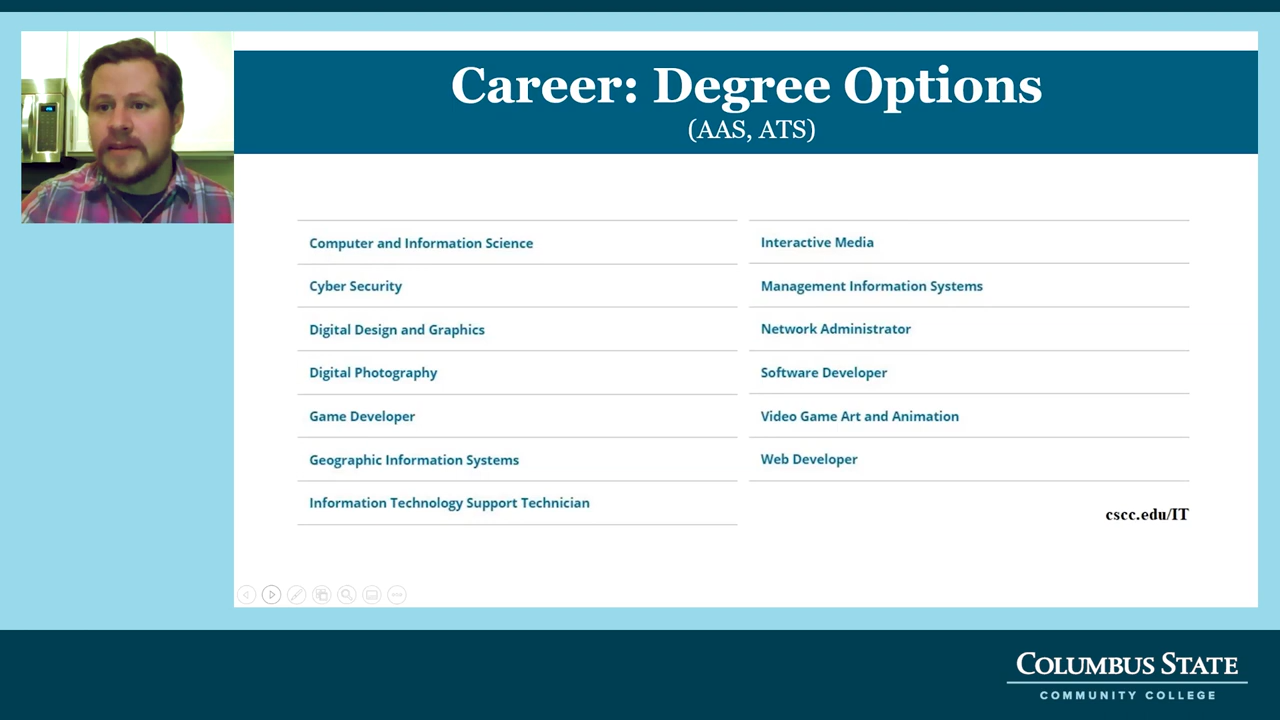 Career: Degree Options
(AAS, ATS)
Computer and Information Science
Cyber Security
Digital Design and Graphics
Digital Photography
Game Developer
Geographic Information Systems
Information Technology Support Technician
Interactive Media
Management Information Systems
Network Administrator
Software Developer
Video Game Art and Animation
Web Developer
cscc.edu/IT
COLUMBUS STATE
COMMUNITY COLLEGE